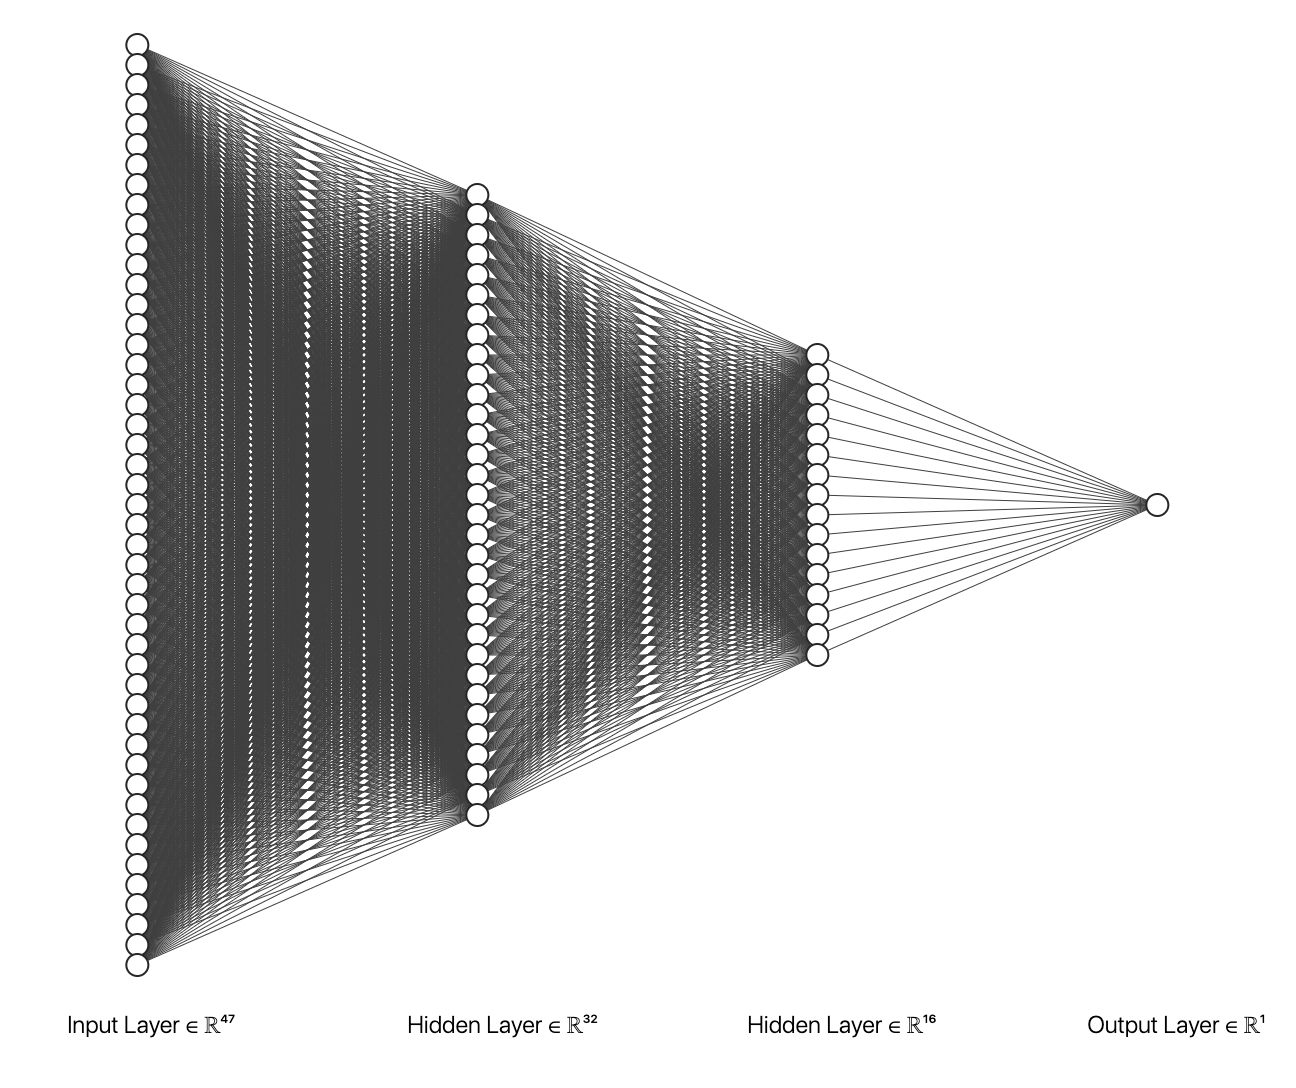 Input Layer ∈ ℝ⁴⁷
Hidden Layer ∈ ℝ³²
Hidden Layer ∈ ℝ¹⁶
Output Layer ∈ ℝ¹